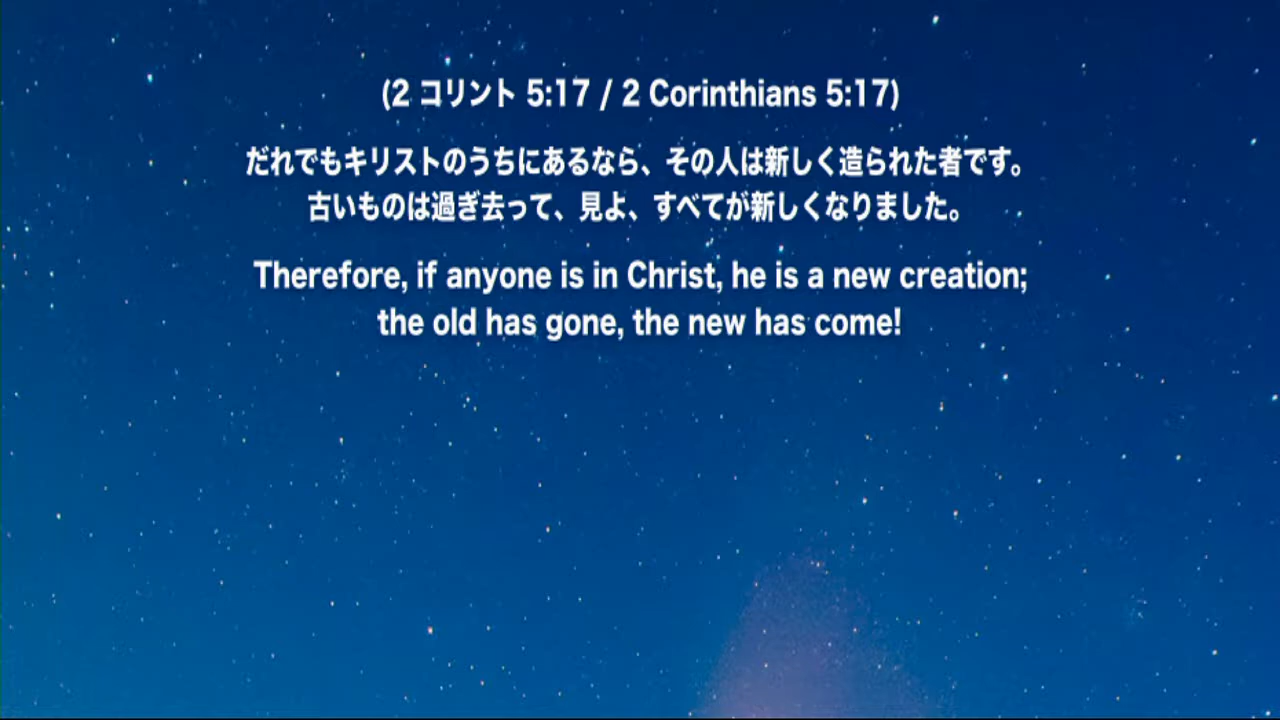 (2 コリント 5:17 / 2 Corinthians 5:17)
だれでもキリストのうちにあるなら、その人は新しく造られた者です。
古いものは過ぎ去って、見よ、すべてが新しくなりました。
Therefore, if anyone is in Christ, he is a new creation;
the old has gone, the new has come!